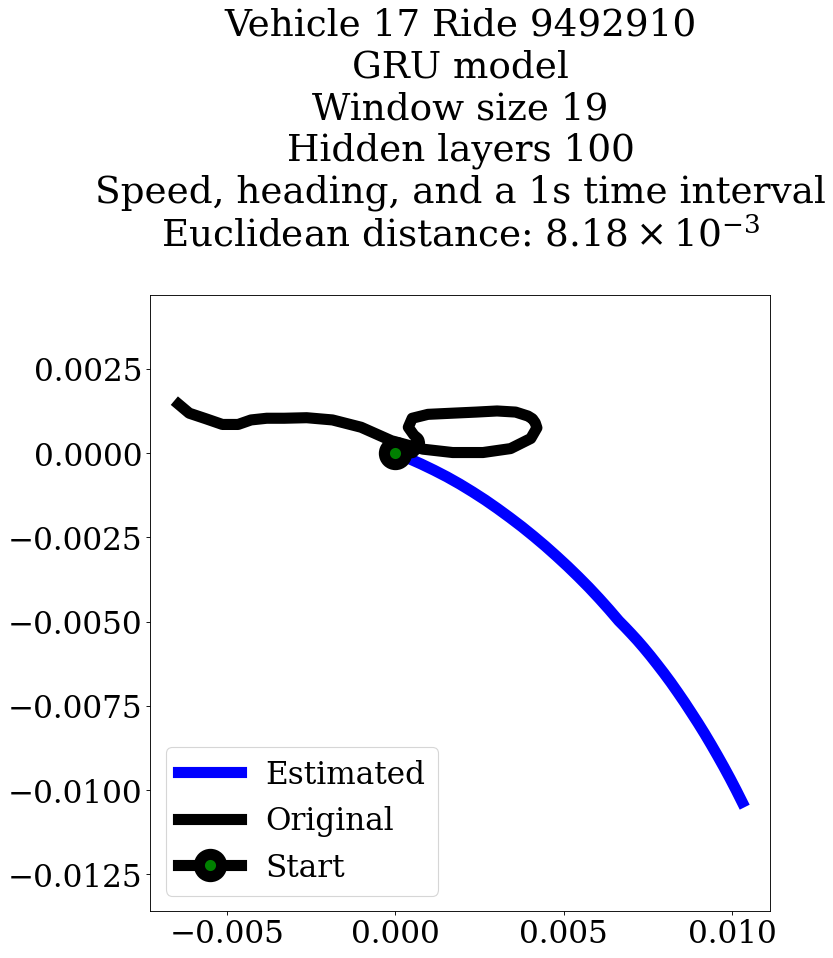 Vehicle 17 Ride 9492910
GRU model
Window size 19
Hidden layers 100
Speed, heading, and a 1s time interval
Euclidean distance: 8.18 × 10⁻³
0.0025
0.0000
−0.0025
−0.0050
−0.0075
−0.0100
−0.0125
Estimated
Original
Start
−0.005 0.000 0.005 0.010